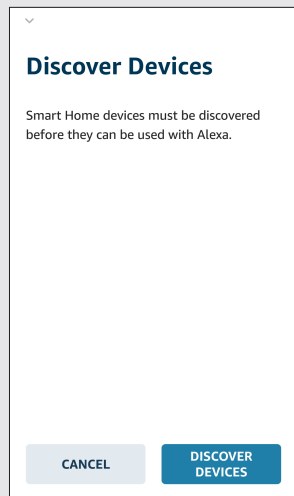 Discover Devices
Smart Home devices must be discovered
before they can be used with Alexa.
CANCEL
DISCOVER
DEVICES